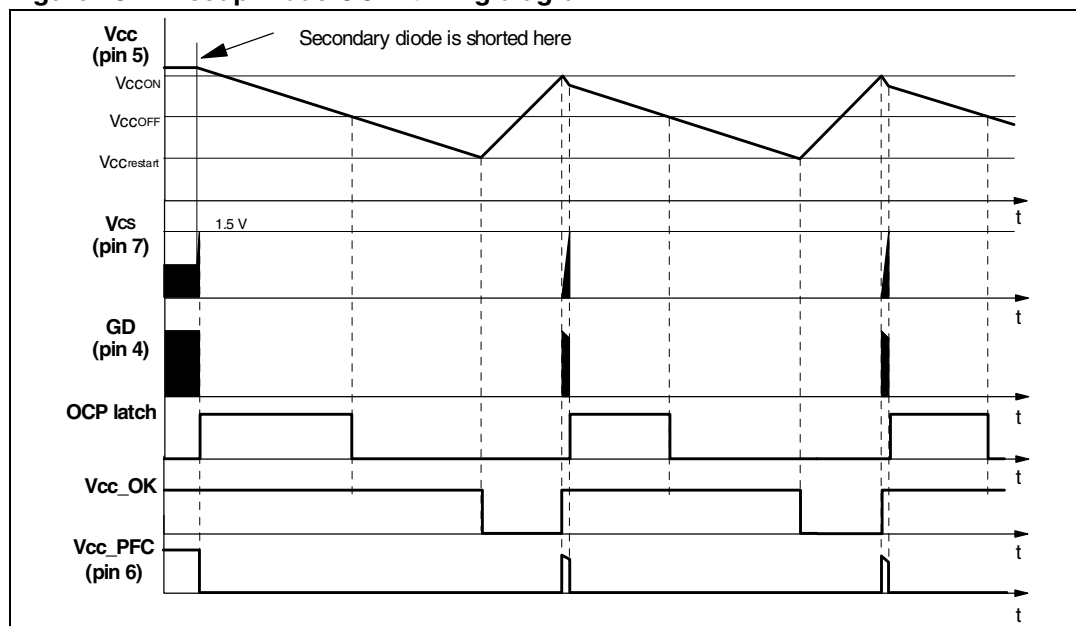 Vcc
(pin 5)
Secondary diode is shorted here
VccON
VccOFF
Vccrestart
t
Vcs
(pin 7)
1.5 V
t
GD
(pin 4)
t
OCP latch
t
Vcc_OK
t
Vcc_PFC
(pin 6)
t